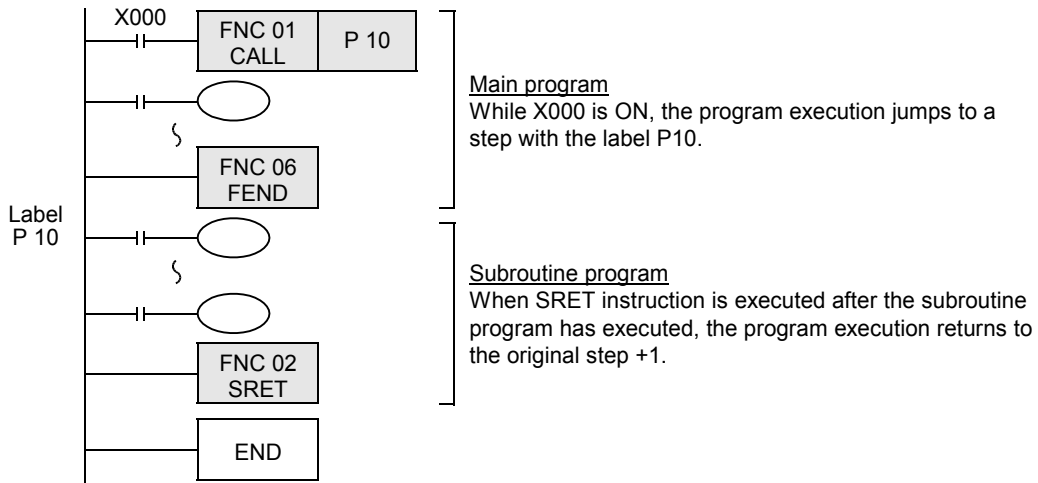 X000
FNC 01
CALL
P 10
Main program
While X000 is ON, the program execution jumps to a
step with the label P10.
FNC 06
FEND
Label
P 10
Subroutine program
When SRET instruction is executed after the subroutine
program has executed, the program execution returns to
the original step +1.
FNC 02
SRET
END